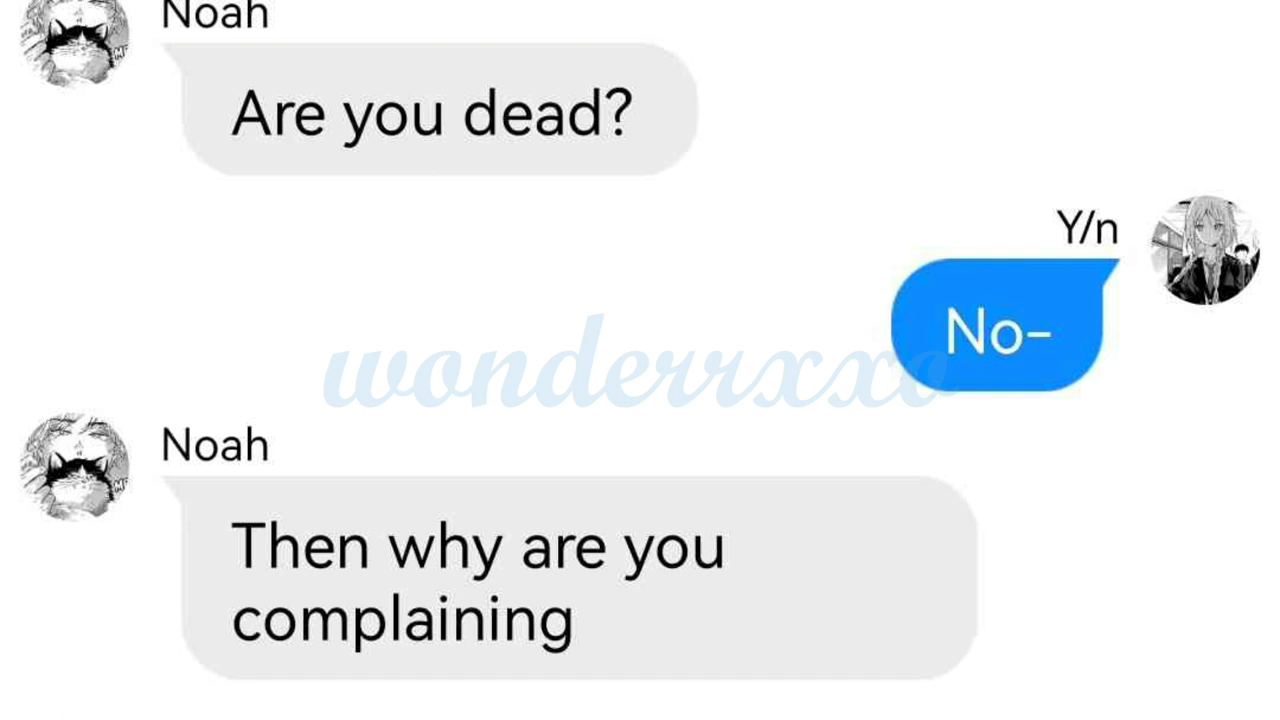 Noah
Are you dead?
Y/n
No-
wonderrxxo
Noah
Then why are you
complaining